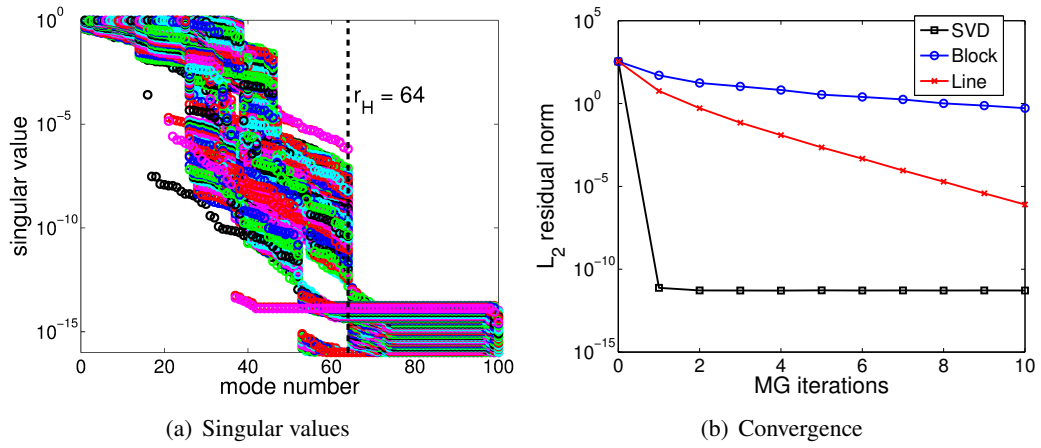 singular value
10^0
10^-5
10^-10
10^-15
r_H = 64
0 20 40 60 80 100
mode number
(a) Singular values
L_2 residual norm
10^5
10^0
10^-5
10^-10
10^-15
SVD
Block
Line
0 2 4 6 8 10
MG iterations
(b) Convergence